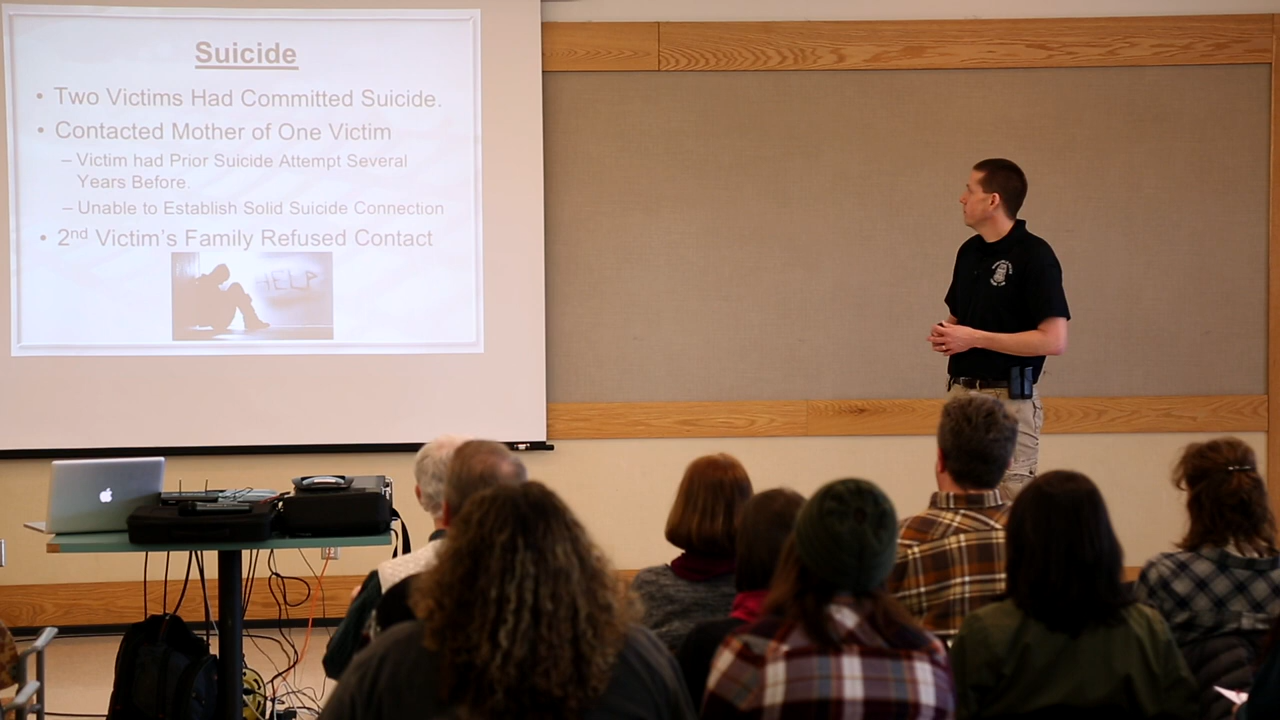 Suicide
• Two Victims Had Committed Suicide.
• Contacted Mother of One Victim
– Victim had Prior Suicide Attempt Several
Years Before.
– Unable to Establish Solid Suicide Connection
• 2nd Victim's Family Refused Contact
HELP